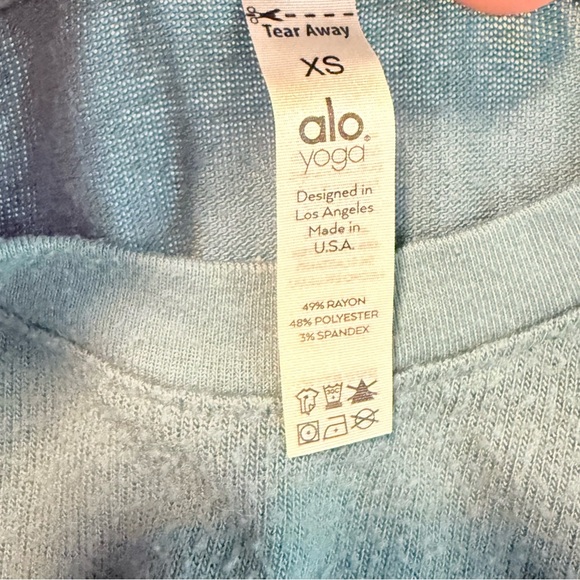 Tear Away
XS
alo®
yoga
Designed in
Los Angeles
Made in
U.S.A.
49% RAYON
48% POLYESTER
3% SPANDEX